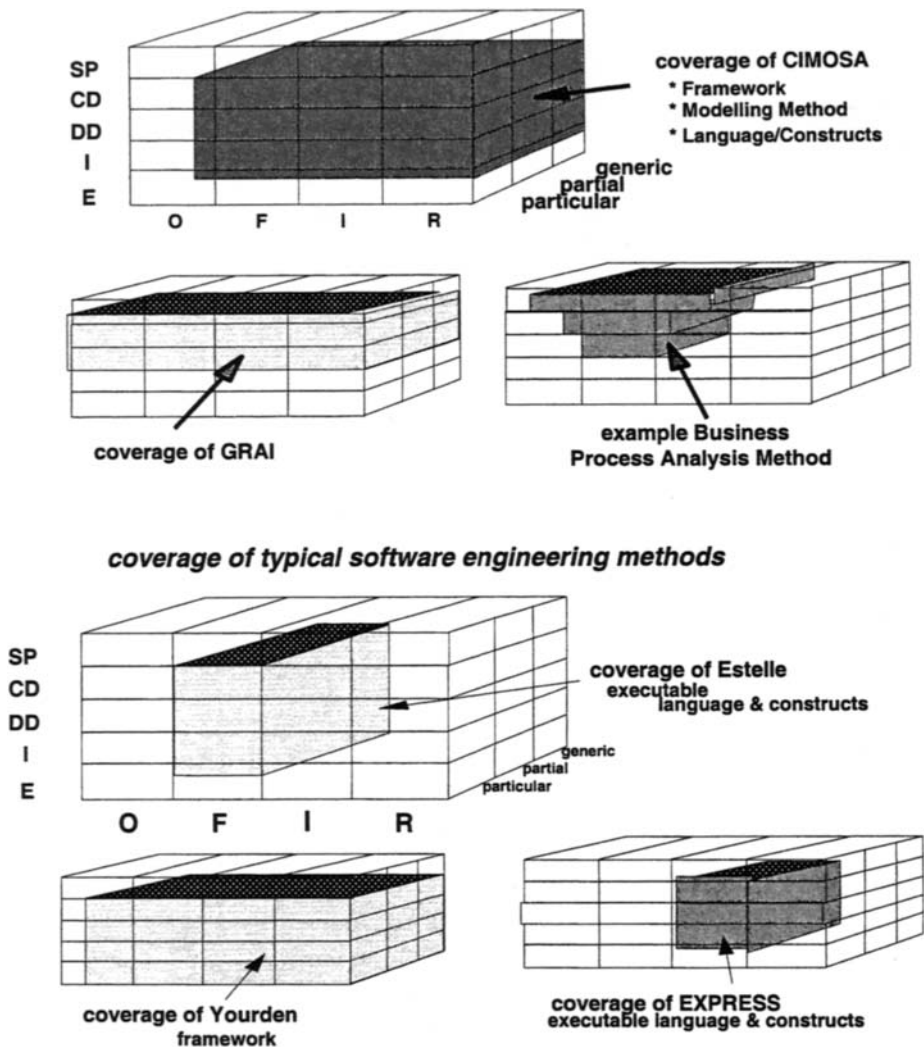 SP
CD
DD
I
E
O F I R
coverage of CIMOSA
* Framework
* Modelling Method
* Language/Constructs
generic
partial
particular
coverage of GRAI
example Business
Process Analysis Method
coverage of typical software engineering methods
SP
CD
DD
I
E
O F I R
coverage of Estelle
executable
language & constructs
generic
partial
particular
coverage of Yourden
framework
coverage of EXPRESS
executable language & constructs